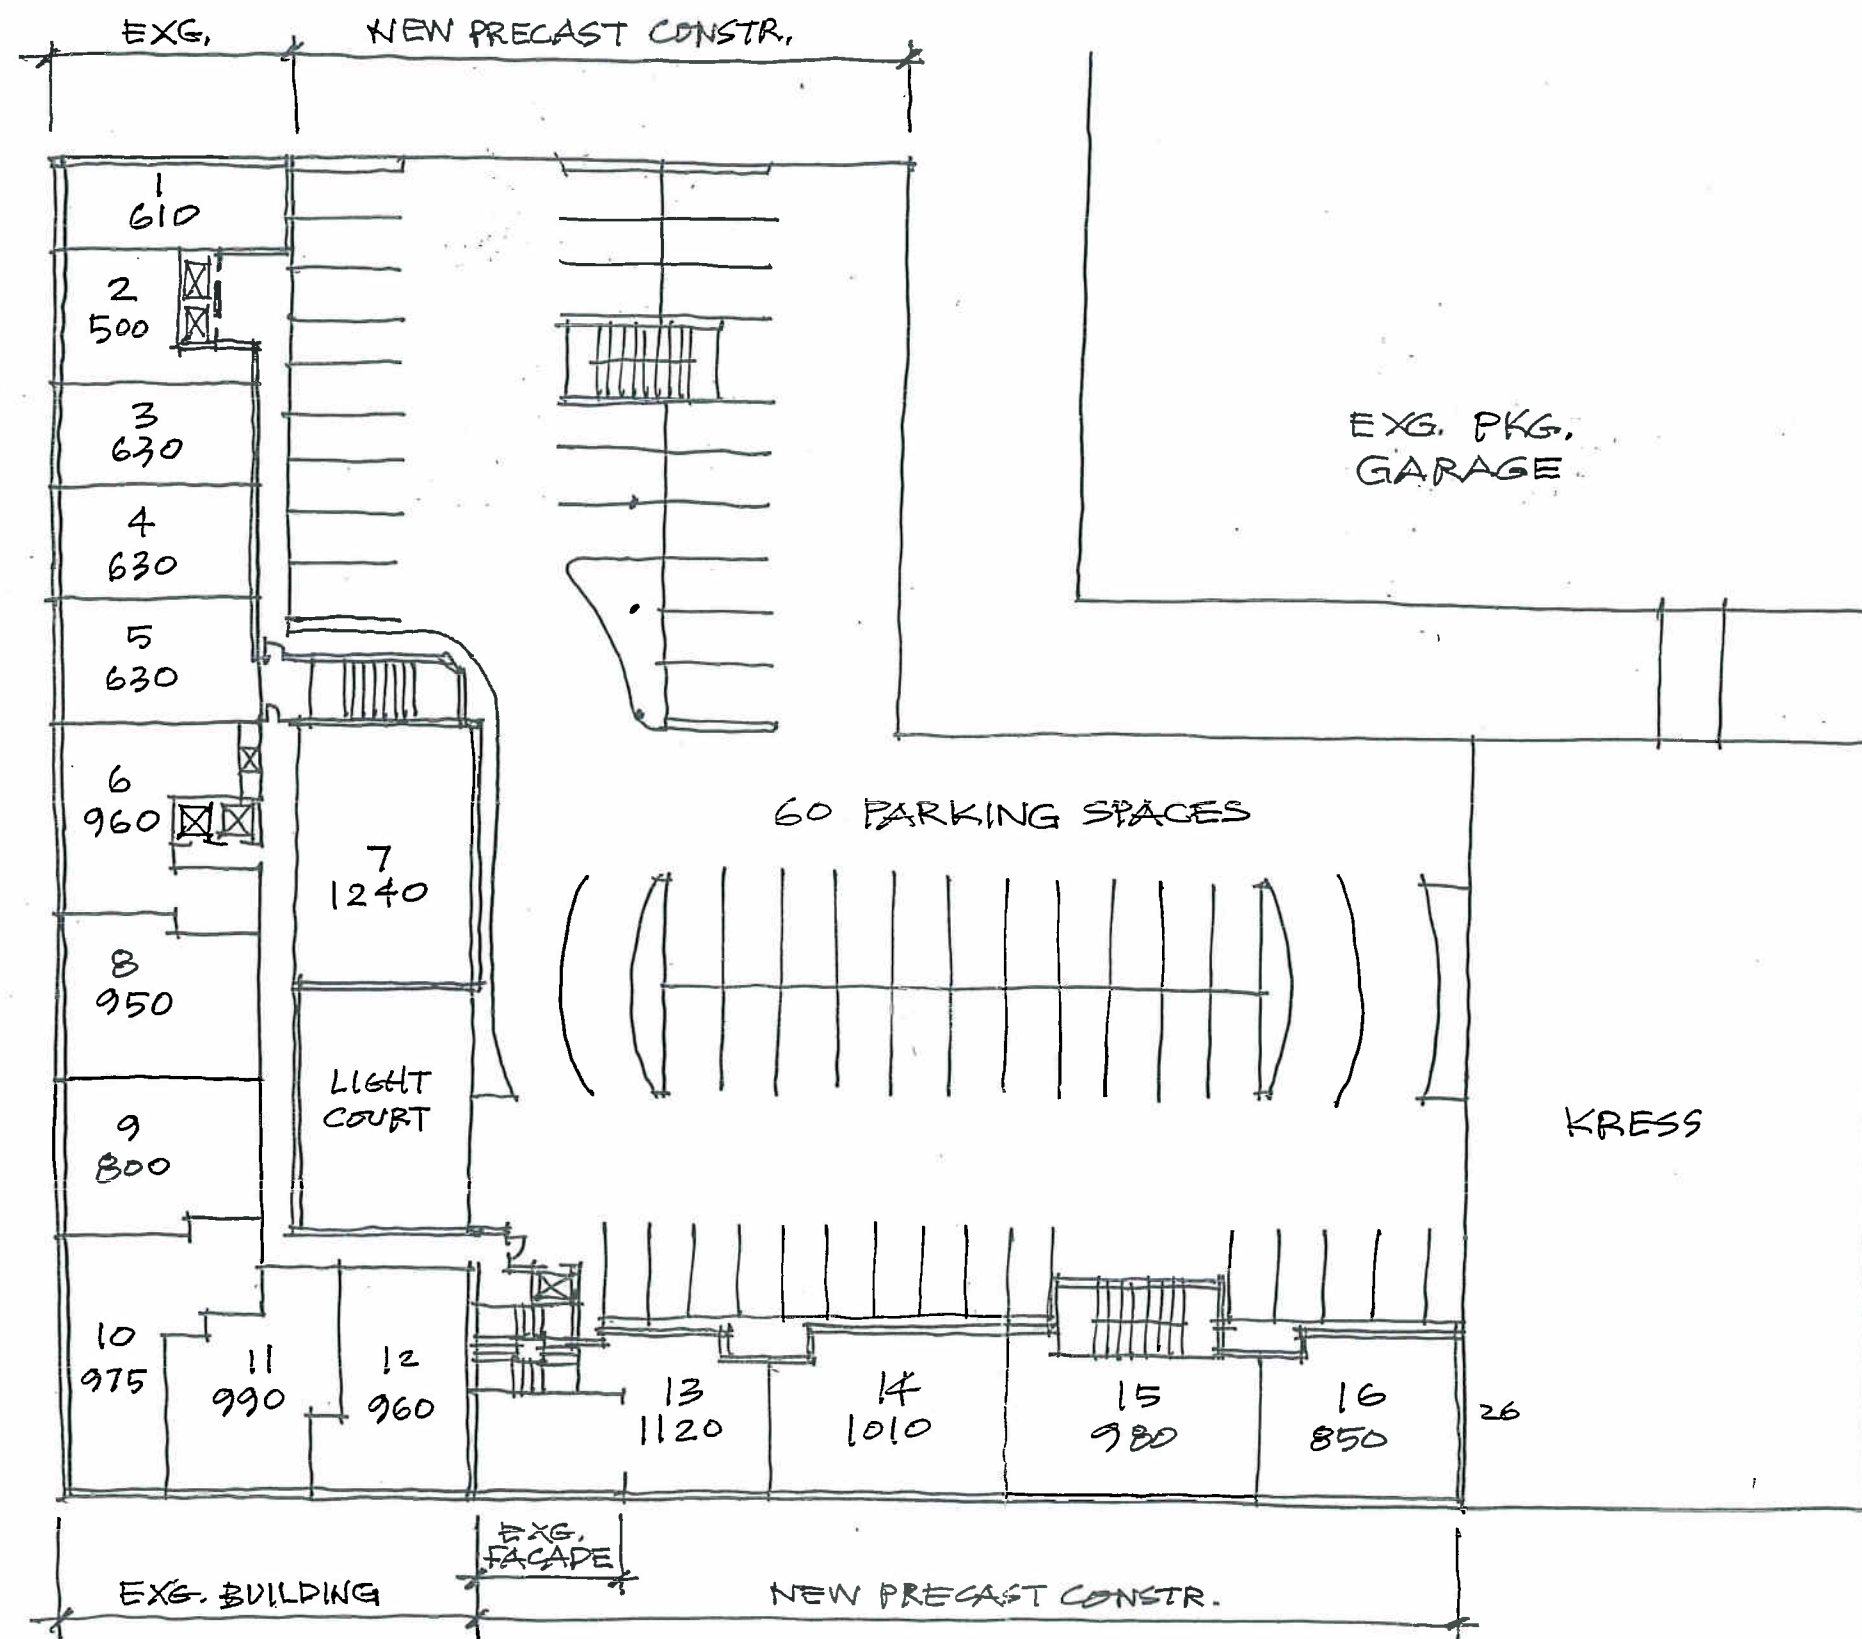 EXG.
NEW PRECAST CONSTR.
1
610
2
500
3
630
4
630
5
630
EXG. PKG.
GARAGE
6
960
7
1240
60 PARKING SPACES
8
950
LIGHT
COURT
9
800
KRESS
10
975
11
990
12
960
13
1120
14
1010
15
980
16
850
26
EXG.
FACADE
EXG. BUILDING
NEW PRECAST CONSTR.